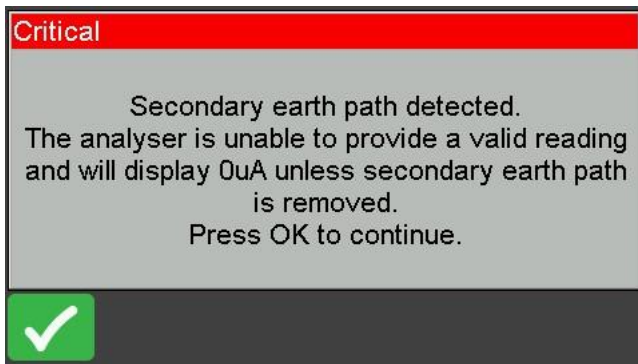 Critical
Secondary earth path detected.
The analyser is unable to provide a valid reading
and will display 0uA unless secondary earth path
is removed.
Press OK to continue.